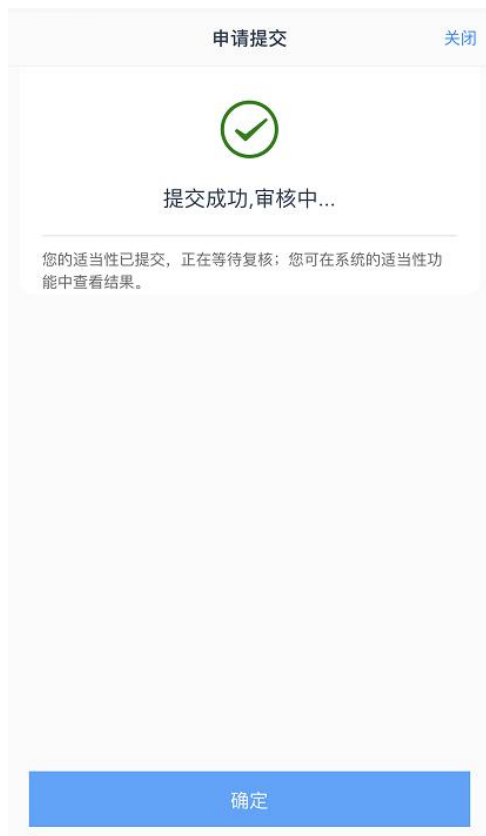 申请提交
关闭
提交成功,审核中...
您的适当性已提交，正在等待复核；您可在系统的适当性功
能中查看结果。
确定